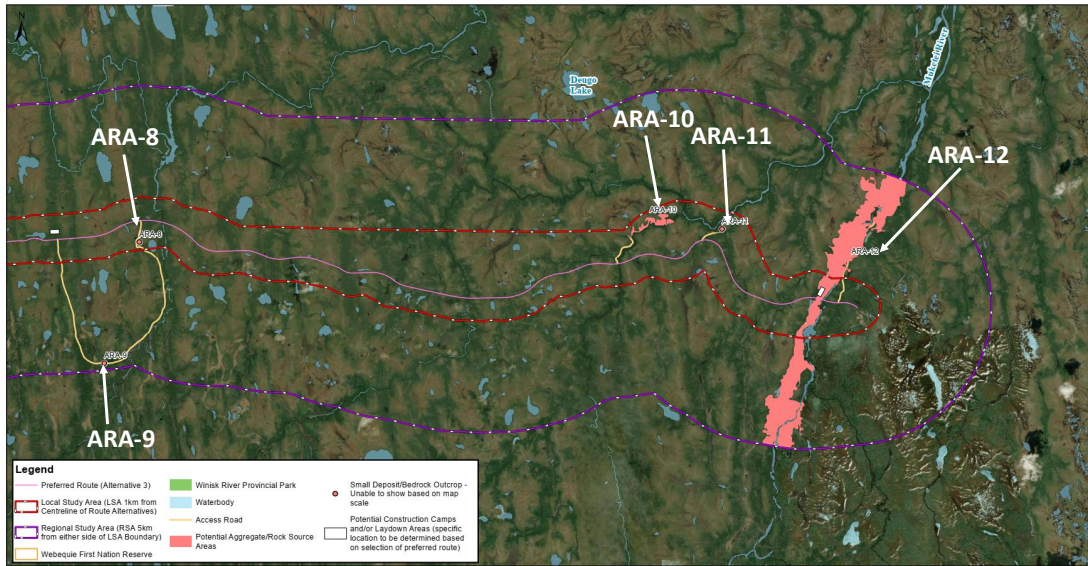 N
Deugo
Lake
Muketei River
ARA-8
ARA-10
ARA-11
ARA-12
ARA-10
ARA-11
ARA-8
ARA-12
ARA-9
ARA-9
Legend
Preferred Route (Alternative 3)
Local Study Area (LSA 1km from
Centreline of Route Alternatives)
Regional Study Area (RSA 5km
from either side of LSA Boundary)
Webequie First Nation Reserve
Winisk River Provincial Park
Waterbody
Access Road
Potential Aggregate/Rock Source
Areas
Small Deposit/Bedrock Outcrop -
Unable to show based on map
scale
Potential Construction Camps
and/or Laydown Areas (specific
location to be determined based
on selection of preferred route)